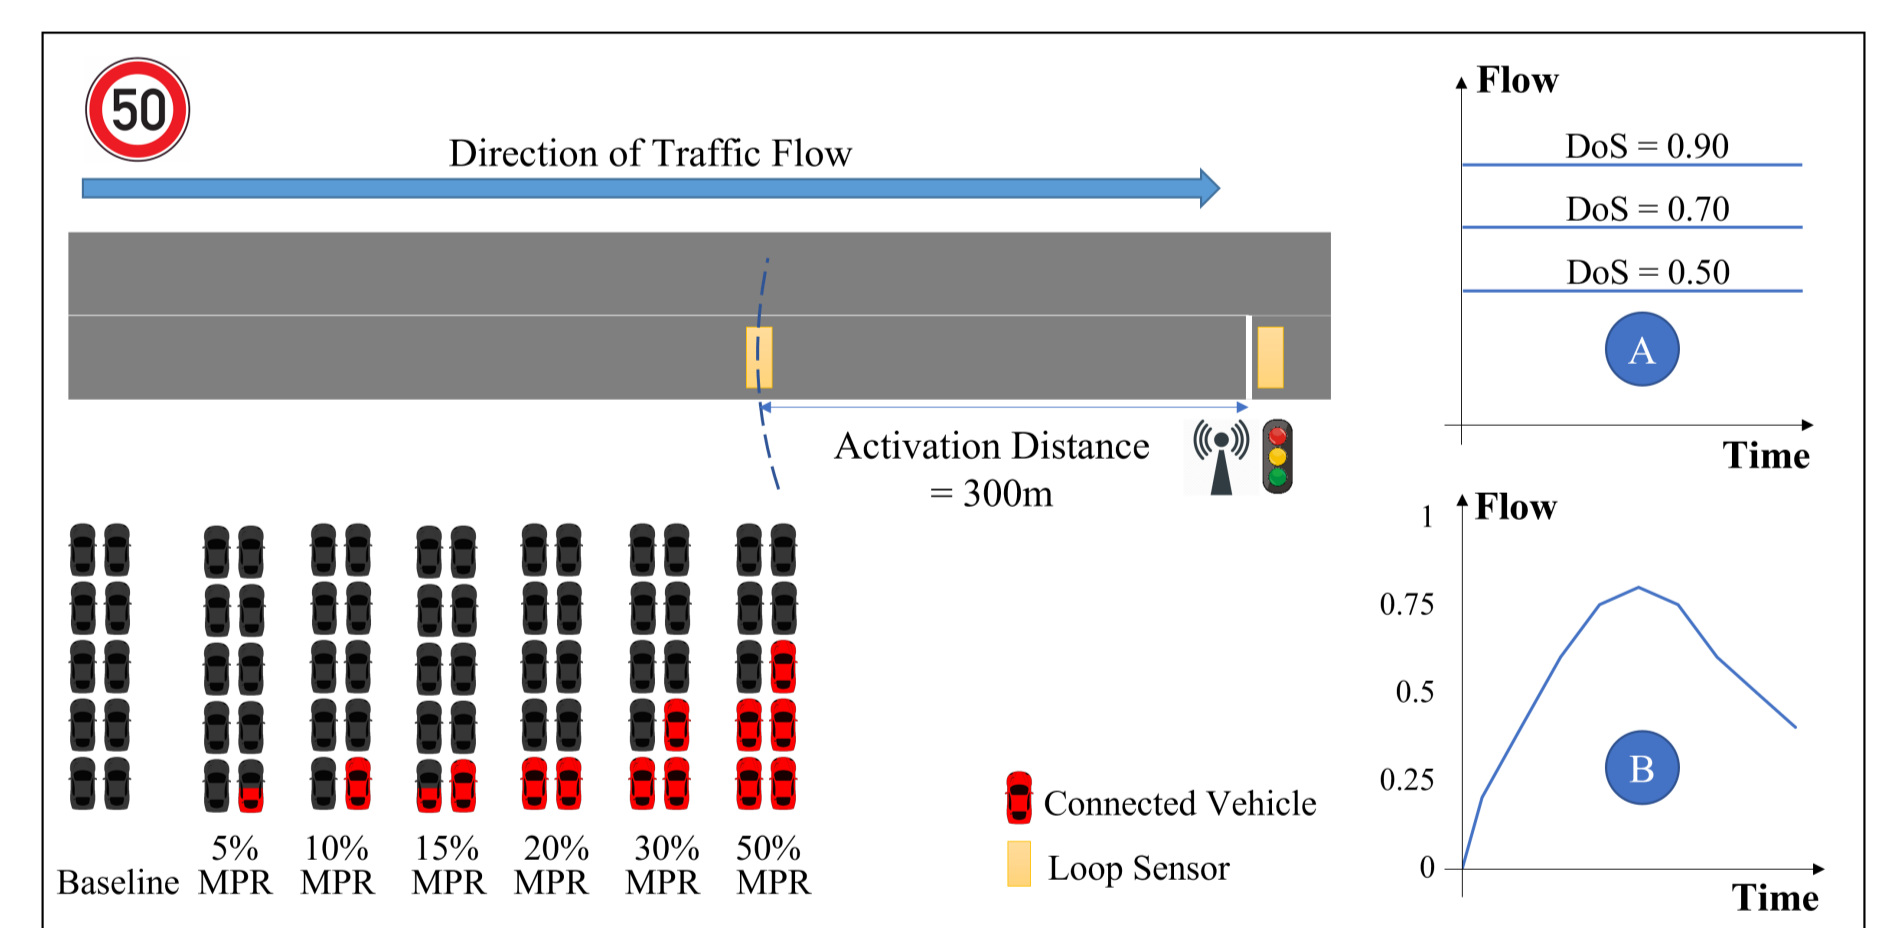 50
Direction of Traffic Flow
Activation Distance
= 300m
Baseline
5%
MPR
10%
MPR
15%
MPR
20%
MPR
30%
MPR
50%
MPR
Connected Vehicle
Loop Sensor
Flow
DoS = 0.90
DoS = 0.70
DoS = 0.50
A
Time
Flow
1
0.75
0.5
0.25
0
B
Time